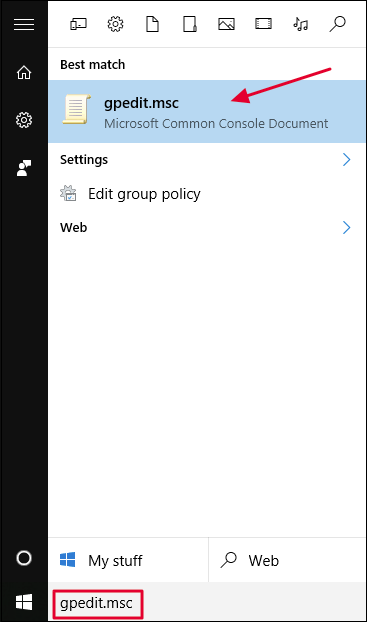 Best match
gpedit.msc
Microsoft Common Console Document
Settings
Edit group policy
Web
My stuff
Web
gpedit.msc